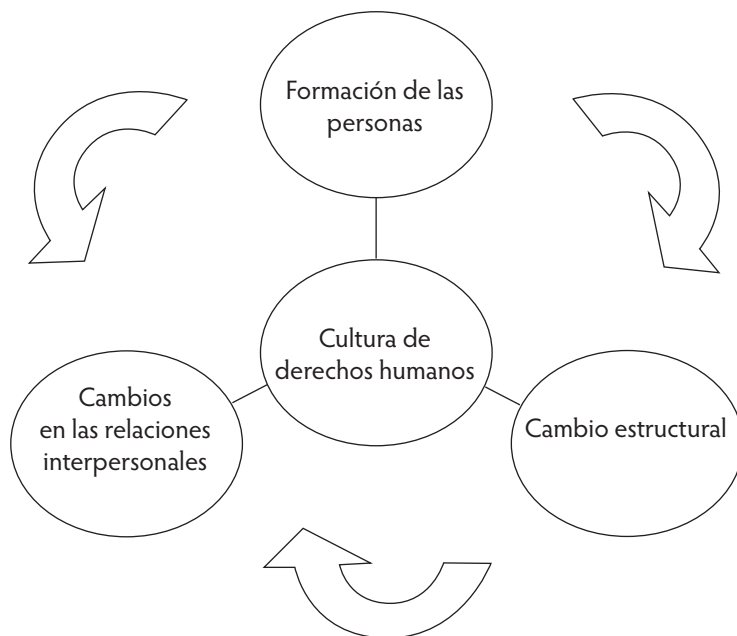 Formación de las
personas
Cultura de
derechos humanos
Cambios
en las relaciones
interpersonales
Cambio estructural